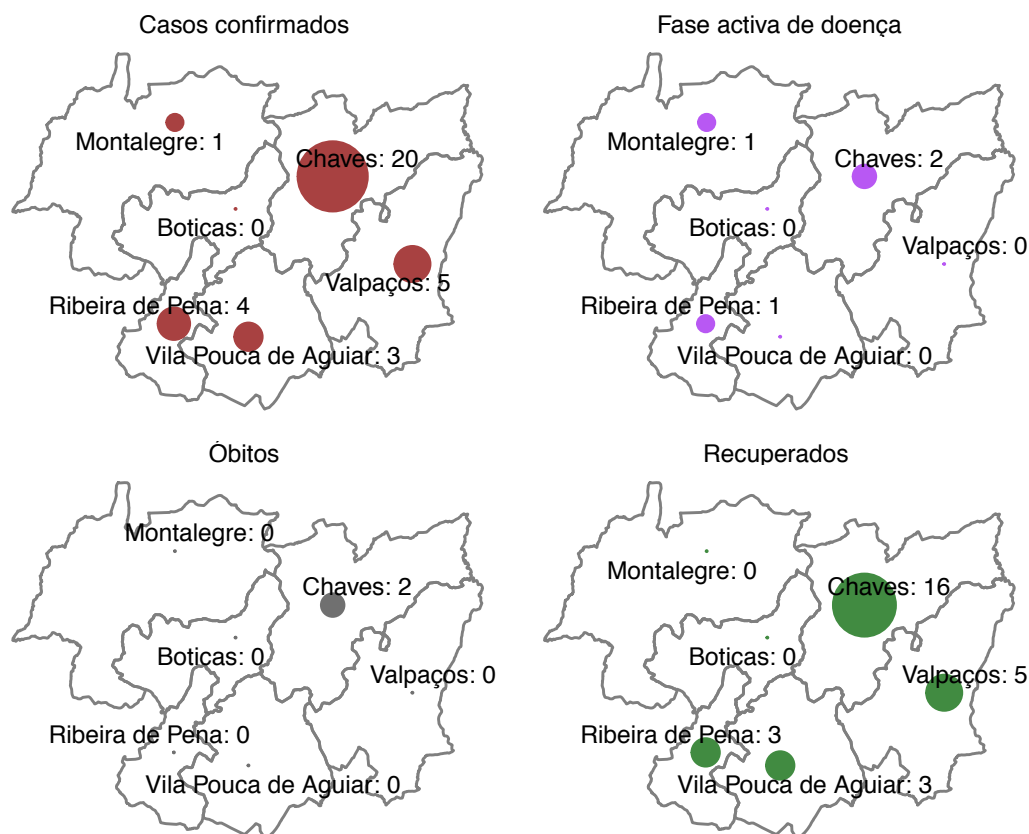 Casos confirmados
Montalegre: 1
Chaves: 20
Boticas: 0
Valpaços: 5
Ribeira de Pena: 4
Vila Pouca de Aguiar: 3
Fase activa de doença
Montalegre: 1
Chaves: 2
Boticas: 0
Valpaços: 0
Ribeira de Pena: 1
Vila Pouca de Aguiar: 0
Óbitos
Montalegre: 0
Chaves: 2
Boticas: 0
Valpaços: 0
Ribeira de Pena: 0
Vila Pouca de Aguiar: 0
Recuperados
Montalegre: 0
Chaves: 16
Boticas: 0
Valpaços: 5
Ribeira de Pena: 3
Vila Pouca de Aguiar: 3